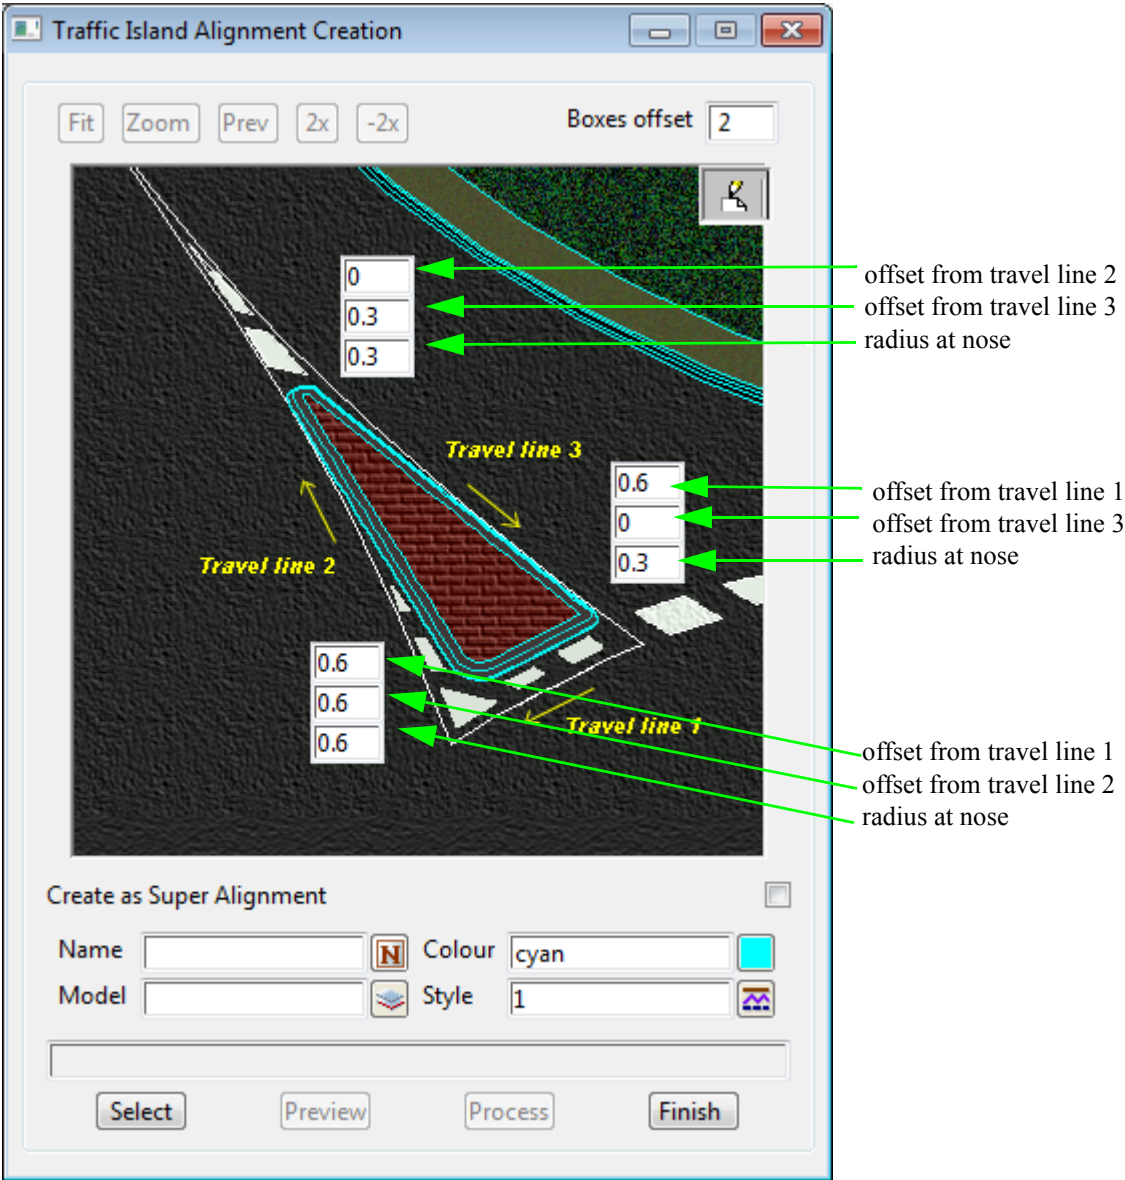 Traffic Island Alignment Creation
Fit Zoom Prev 2x -2x Boxes offset 2
0 offset from travel line 2
0.3 offset from travel line 3
0.3 radius at nose
Travel line 3
0.6 offset from travel line 1
0 offset from travel line 3
0.3 radius at nose
Travel line 2
0.6
0.6
0.6
Travel line 1
offset from travel line 1
offset from travel line 2
radius at nose
Create as Super Alignment
Name N Colour cyan
Model Style 1
Select Preview Process Finish